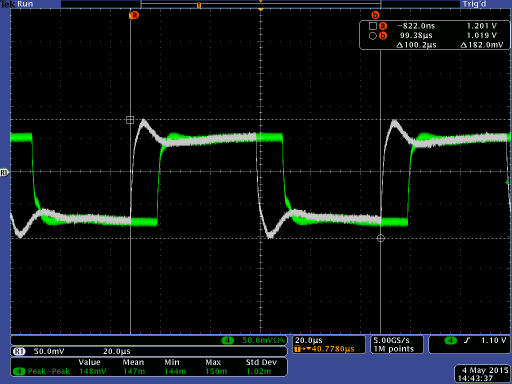 Tek Run
Trig'd
a
b
a -822.0ns 1.201 V
b 99.38µs 1.019 V
Δ100.2µs Δ182.0mV
R1
4 50.0mVΩ
20.0µs
5.00GS/s
4 1.10 V
R1 50.0mV 20.0µs
T→▼40.7780µs
1M points
Value Mean Min Max Std Dev
4 Peak-Peak 148mV 147m 144m 150m 1.02m
4 May 2015
14:43:37